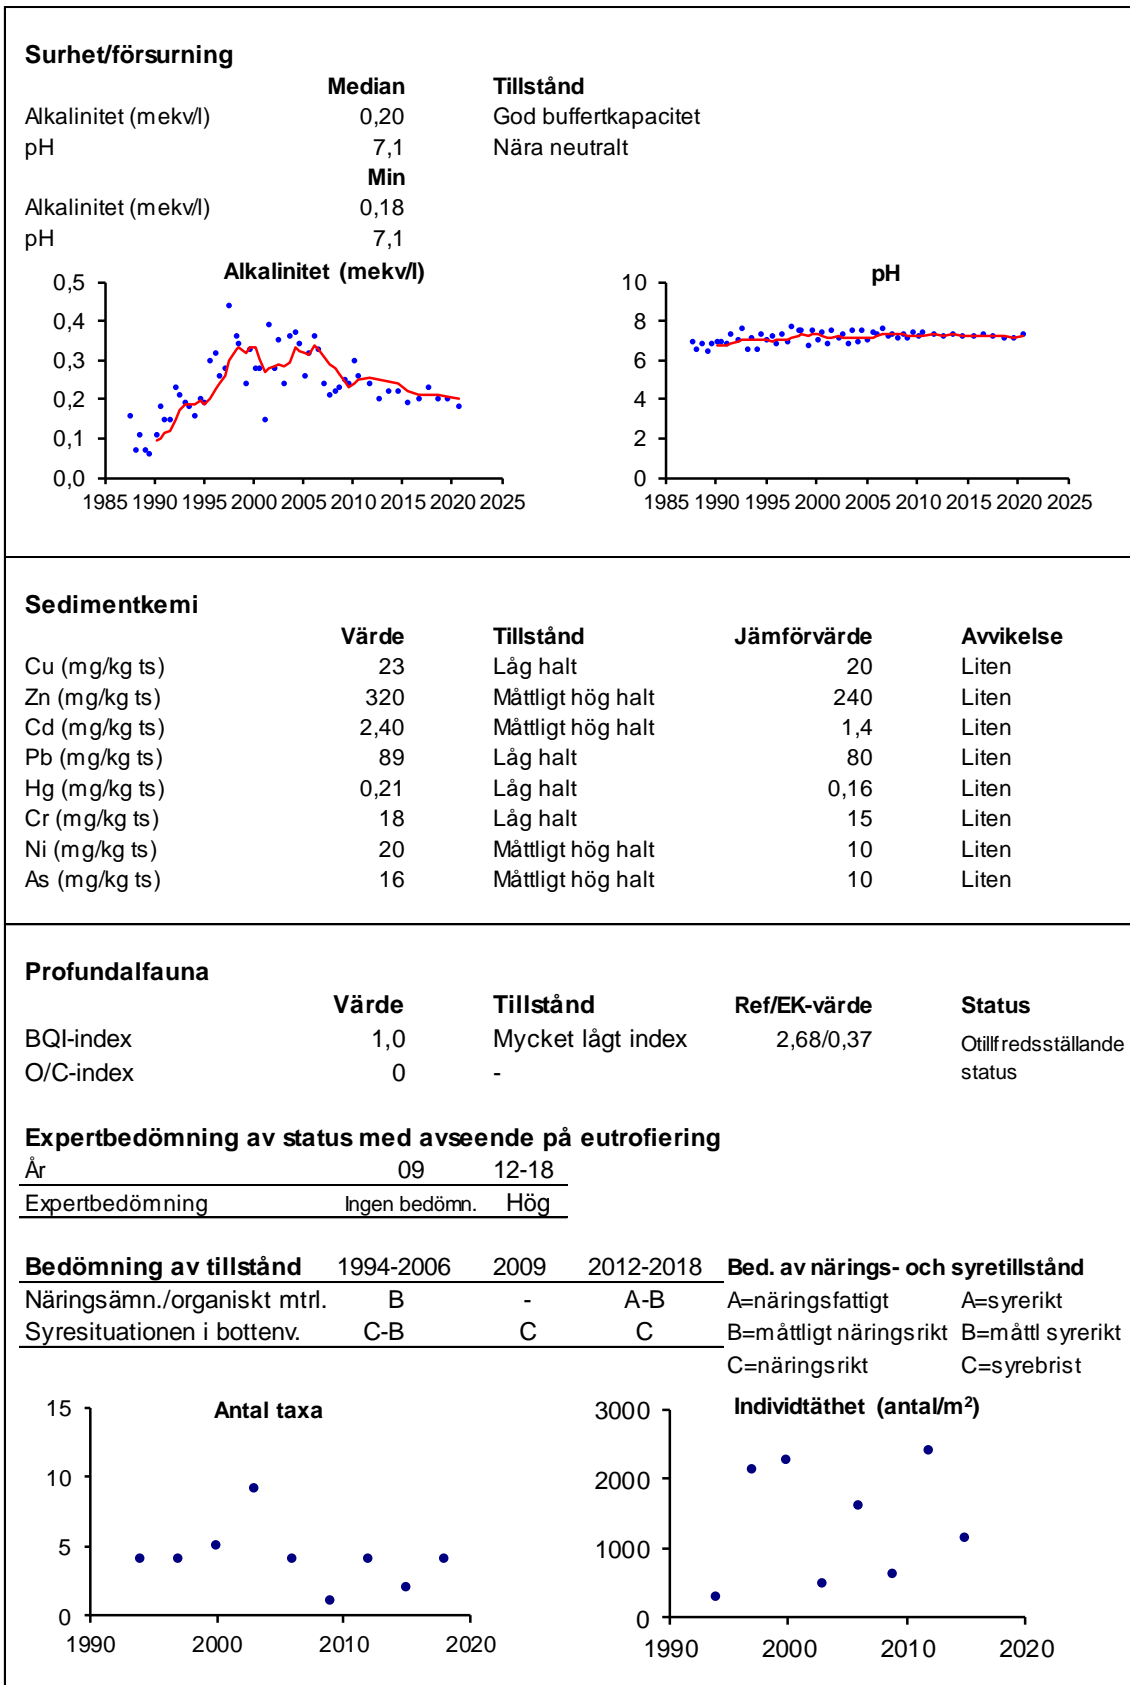 Surhet/försurning
Median Tillstånd
Alkalinitet (mekv/l) 0,20 God buffertkapacitet
pH 7,1 Nära neutralt
Min
Alkalinitet (mekv/l) 0,18
pH 7,1
Alkalinitet (mekv/l)
0,5
0,4
0,3
0,2
0,1
0,0
1985 1990 1995 2000 2005 2010 2015 2020 2025
pH
10
8
6
4
2
0
1985 1990 1995 2000 2005 2010 2015 2020 2025
Sedimentkemi
Värde Tillstånd Jämförvärde Avvikelse
Cu (mg/kg ts) 23 Låg halt 20 Liten
Zn (mg/kg ts) 320 Måttligt hög halt 240 Liten
Cd (mg/kg ts) 2,40 Måttligt hög halt 1,4 Liten
Pb (mg/kg ts) 89 Låg halt 80 Liten
Hg (mg/kg ts) 0,21 Låg halt 0,16 Liten
Cr (mg/kg ts) 18 Låg halt 15 Liten
Ni (mg/kg ts) 20 Måttligt hög halt 10 Liten
As (mg/kg ts) 16 Måttligt hög halt 10 Liten
Profundalfauna
Värde Tillstånd Ref/EK-värde Status
BQI-index 1,0 Mycket lågt index 2,68/0,37 Otillfredsställande
O/C-index 0 - status
Expertbedömning av status med avseende på eutrofiering
År 09 12-18
Expertbedömning Ingen bedömn. Hög
Bedömning av tillstånd 1994-2006 2009 2012-2018 Bed. av närings- och syretillstånd
Näringsämn./organiskt mtrl. B - A-B A=näringsfattigt A=syrerikt
Syresituationen i bottenv. C-B C C B=måttligt näringsrikt B=måttl syrerikt
C=näringsrikt C=syrebrist
Antal taxa
15
10
5
0
1990 2000 2010 2020
Individtäthet (antal/m²)
3000
2000
1000
0
1990 2000 2010 2020